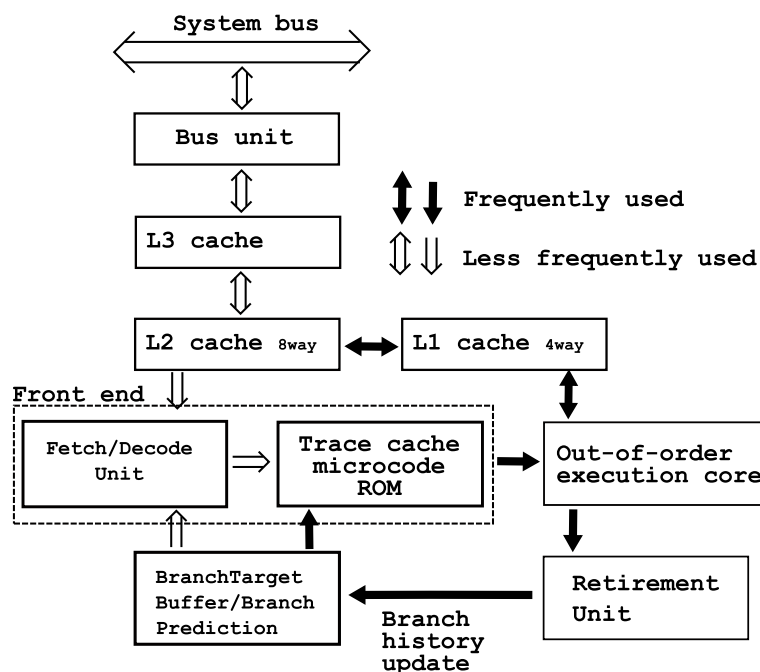 System bus
Bus unit
Frequently used
L3 cache
Less frequently used
L2 cache 8way
L1 cache 4way
Front end
Fetch/Decode
Unit
Trace cache
microcode
ROM
Out-of-order
execution core
BranchTarget
Buffer/Branch
Prediction
Retirement
Unit
Branch
history
update